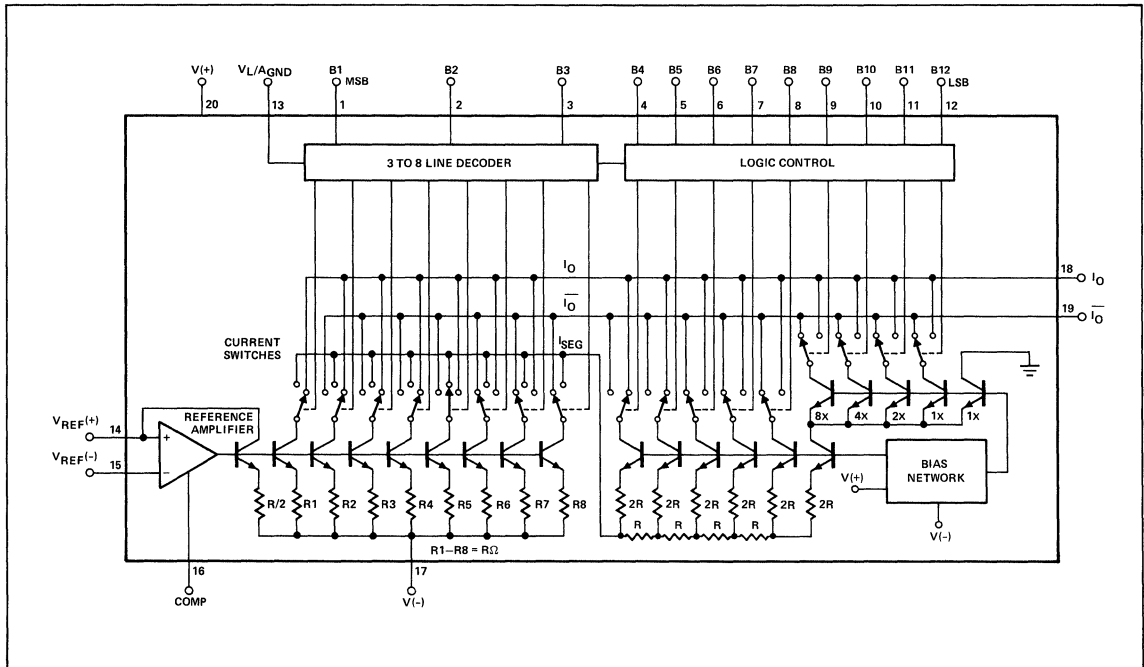 V(+) VL/AGND B1 MSB B2 B3 B4 B5 B6 B7 B8 B9 B10 B11 B12 LSB
20 13 1 2 3 4 5 6 7 8 9 10 11 12
3 TO 8 LINE DECODER LOGIC CONTROL
IO 18 IO
IO 19 IO
CURRENT SWITCHES
ISEG
VREF(+) 14 REFERENCE AMPLIFIER
+
8x 4x 2x 1x 1x
VREF(-) 15 −
BIAS NETWORK
V(+)
R/2 R1 R2 R3 R4 R5 R6 R7 R8 2R 2R 2R 2R 2R 2R
R R R R
V(-)
R1–R8 = RΩ
16 17
COMP V(-)